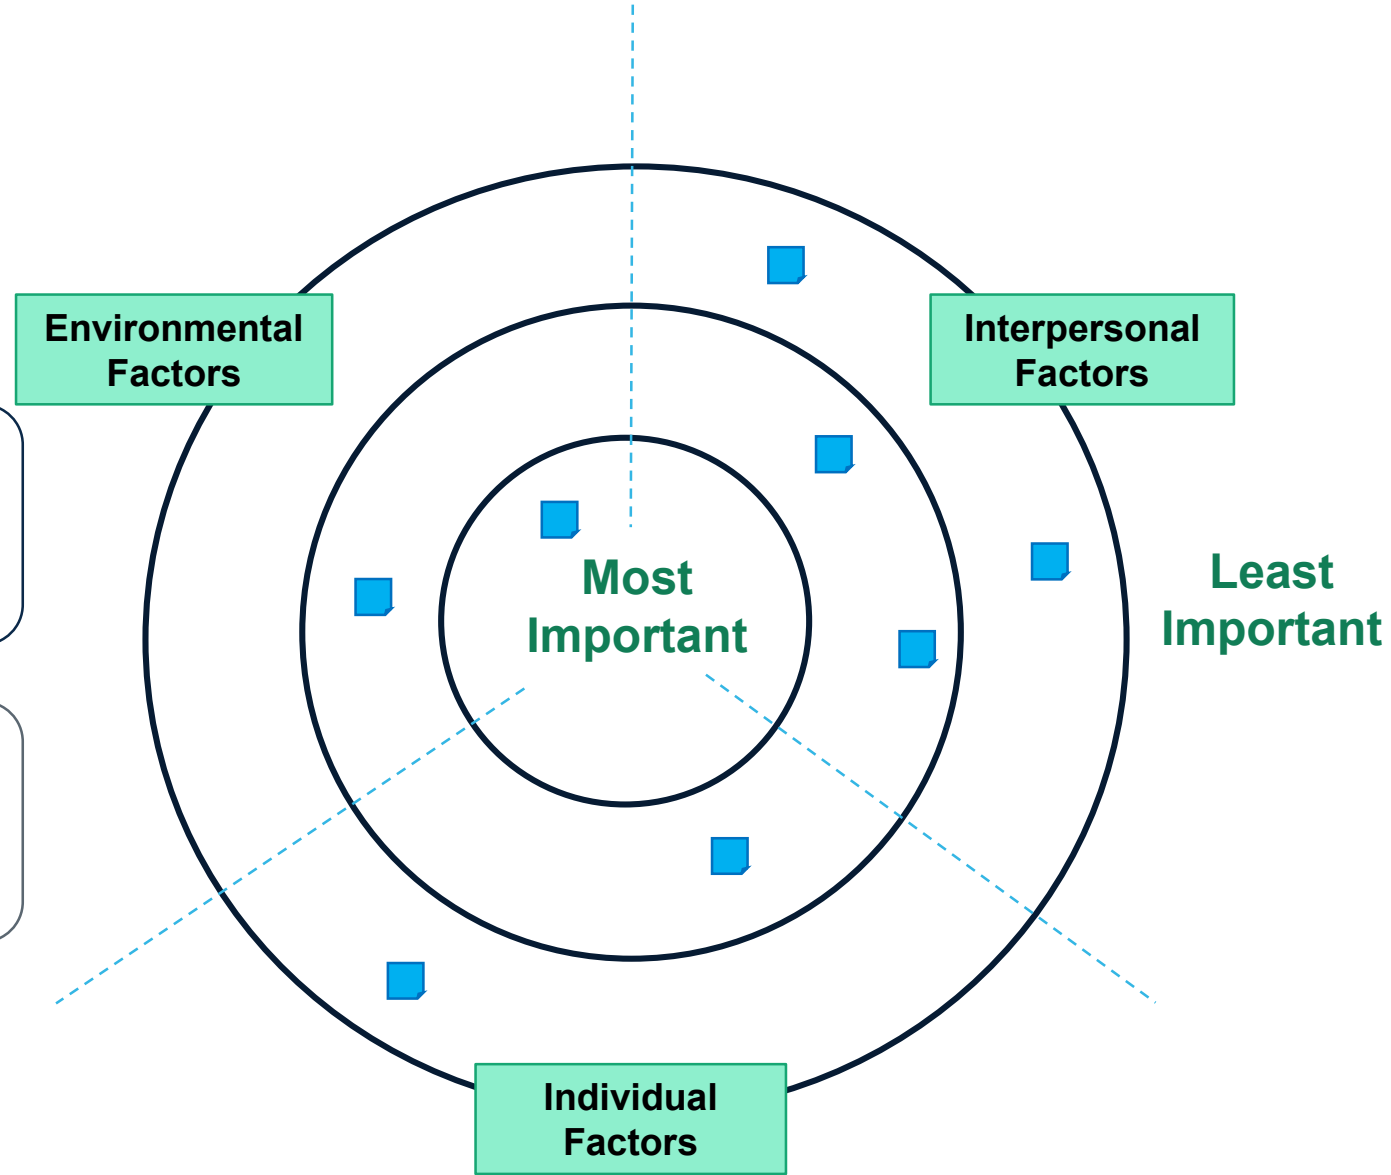 Environmental
Factors
Interpersonal
Factors
Most
Important
Least
Important
Individual
Factors